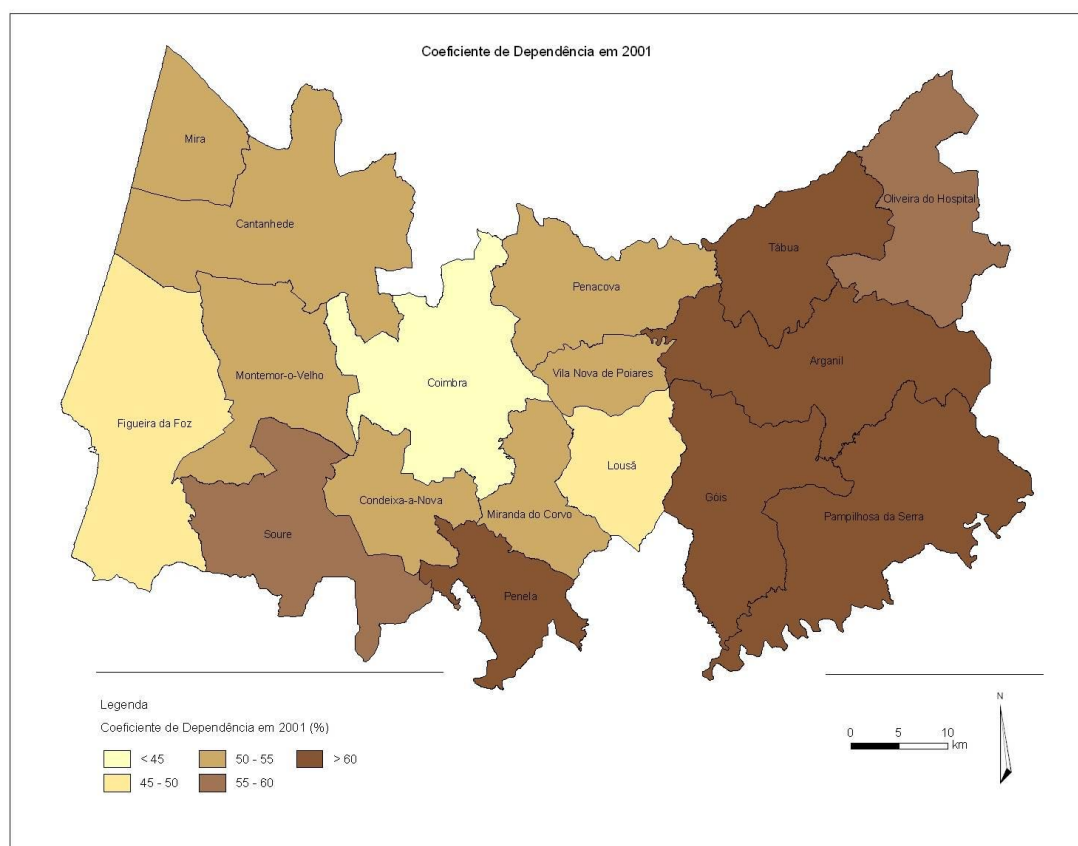 Coeficiente de Dependência em 2001
Mira
Cantanhede
Oliveira do Hospital
Tábua
Penacova
Arganil
Vila Nova de Poiares
Montemor-o-Velho
Coimbra
Figueira da Foz
Lousã
Condeixa-a-Nova
Góis
Miranda do Corvo
Pampilhosa da Serra
Soure
Penela
Legenda
Coeficiente de Dependência em 2001 (%)
< 45
50 - 55
> 60
45 - 50
55 - 60
N
0 5 10
km